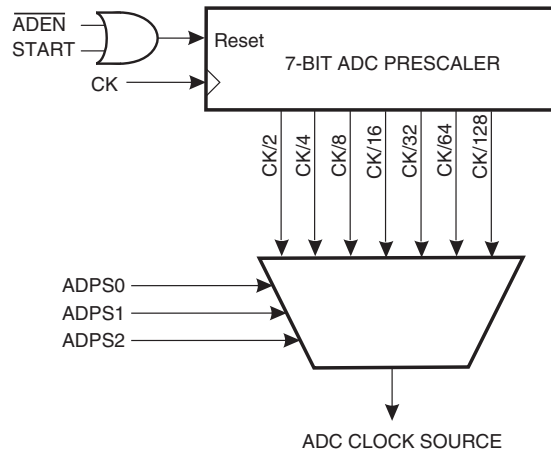 ADEN
START
Reset
7-BIT ADC PRESCALER
CK
CK/2
CK/4
CK/8
CK/16
CK/32
CK/64
CK/128
ADPS0
ADPS1
ADPS2
ADC CLOCK SOURCE